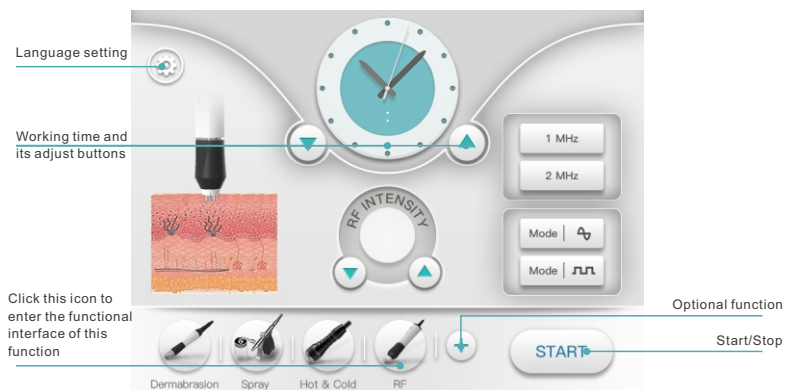 Language setting
Working time and
its adjust buttons
1 MHz
2 MHz
RF INTENSITY
Mode
Mode
Click this icon to
enter the functional
interface of this
function
Optional function
Start/Stop
START
Dermabrasion
Spray
Hot & Cold
RF